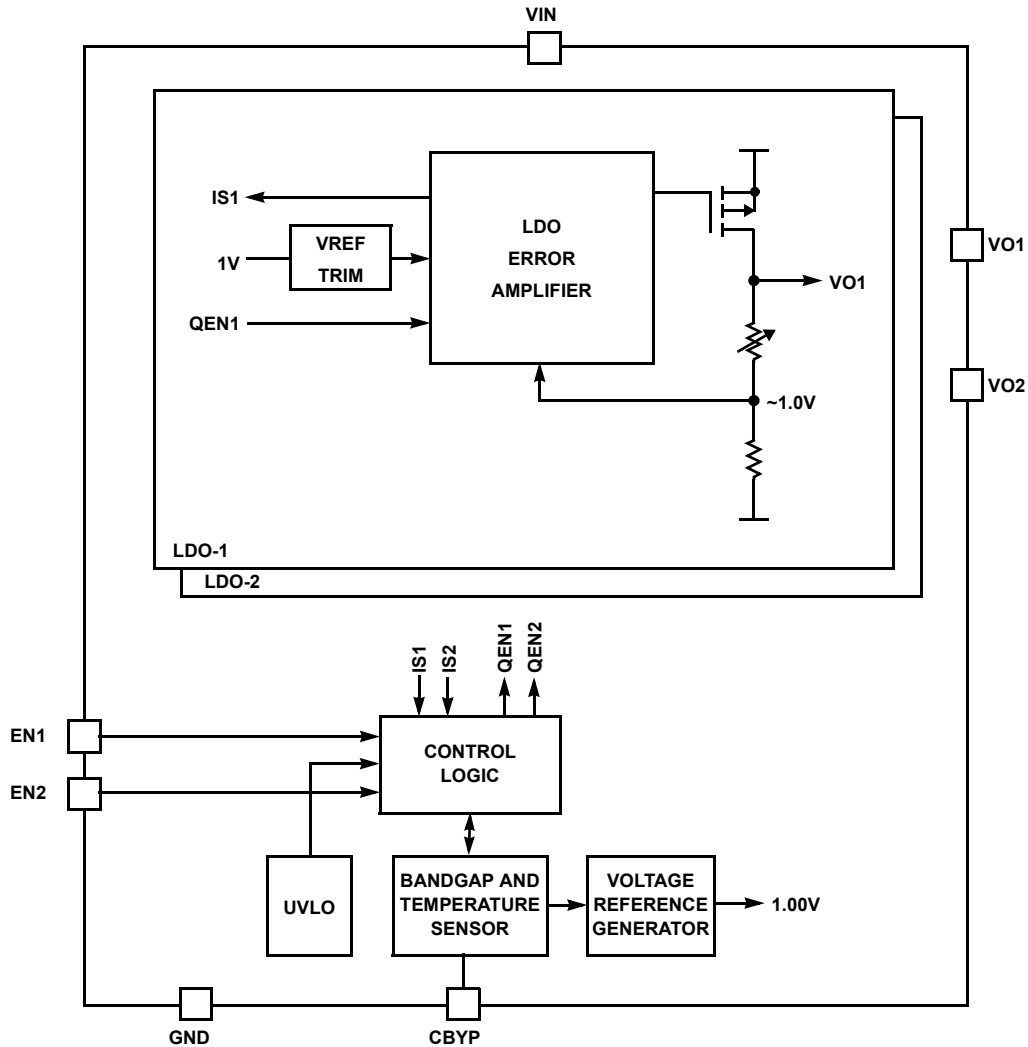 VIN
IS1
1V
VREF
TRIM
QEN1
LDO
ERROR
AMPLIFIER
VO1
~1.0V
LDO-1
LDO-2
VO1
VO2
IS1
IS2
QEN1
QEN2
EN1
EN2
CONTROL
LOGIC
UVLO
BANDGAP AND
TEMPERATURE
SENSOR
VOLTAGE
REFERENCE
GENERATOR
1.00V
GND
CBYP